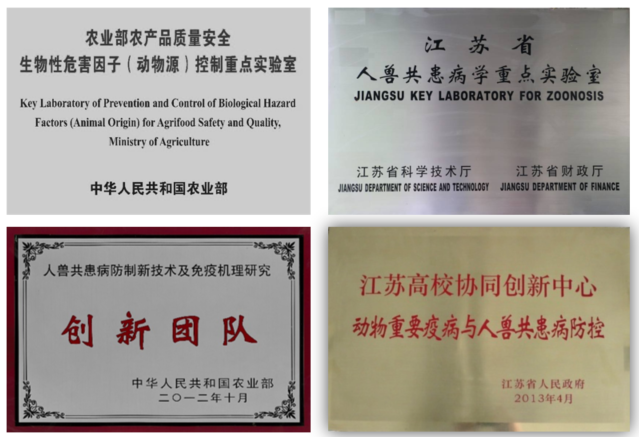 农业部农产品质量安全
生物性危害因子（动物源）控制重点实验室
Key Laboratory of Prevention and Control of Biological Hazard
Factors (Animal Origin) for Agrifood Safety and Quality,
Ministry of Agriculture
中华人民共和国农业部
江苏省
人兽共患病学重点实验室
JIANGSU KEY LABORATORY FOR ZOONOSIS
江苏省科学技术厅 江苏省财政厅
JIANGSU DEPARTMENT OF SCIENCE AND TECHNOLOGY JIANGSU DEPARTMENT OF FINANCE
人兽共患病防制新技术及免疫机理研究
创新团队
中华人民共和国农业部
二〇一二年十月
江苏高校协同创新中心
动物重要疫病与人兽共患病防控
江苏省人民政府
2013年4月